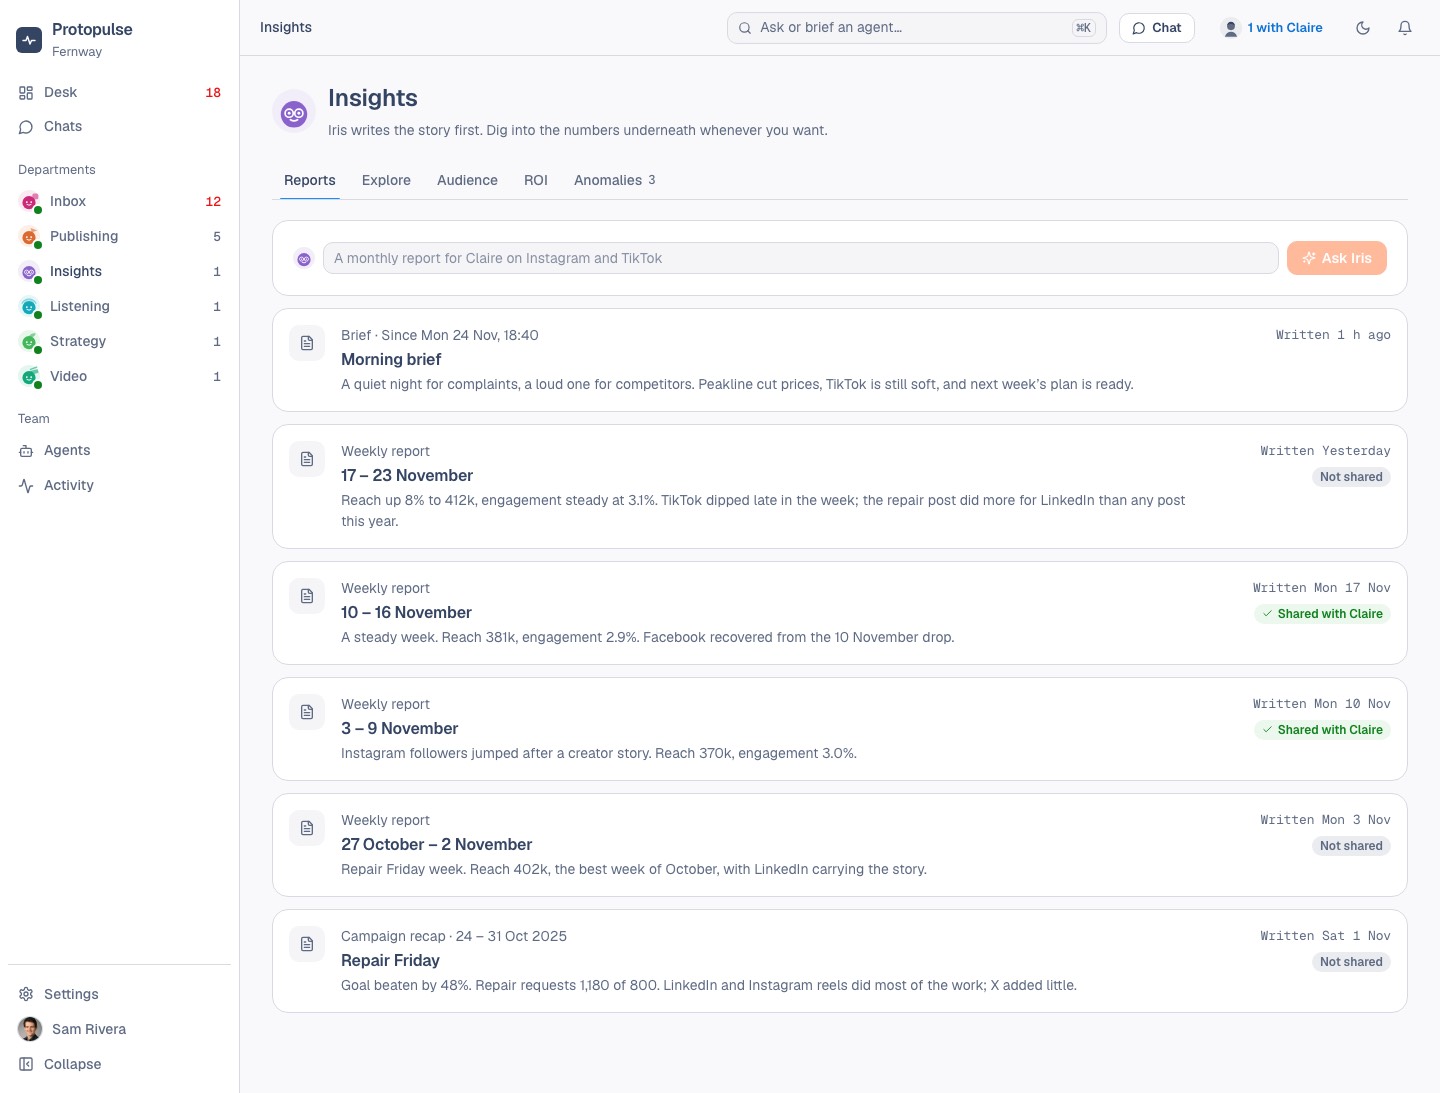 Protopulse
Fernway
Desk 18
Chats
Departments
Inbox 12
Publishing 5
Insights 1
Listening 1
Strategy 1
Video 1
Team
Agents
Activity
Settings
Sam Rivera
Collapse
Insights
Ask or brief an agent… ⌘K
Chat
1 with Claire
Insights
Iris writes the story first. Dig into the numbers underneath whenever you want.
Reports Explore Audience ROI Anomalies 3
A monthly report for Claire on Instagram and TikTok
Ask Iris
Brief · Since Mon 24 Nov, 18:40
Written 1 h ago
Morning brief
A quiet night for complaints, a loud one for competitors. Peakline cut prices, TikTok is still soft, and next week’s plan is ready.
Weekly report
Written Yesterday
17 – 23 November
Not shared
Reach up 8% to 412k, engagement steady at 3.1%. TikTok dipped late in the week; the repair post did more for LinkedIn than any post
this year.
Weekly report
Written Mon 17 Nov
10 – 16 November
Shared with Claire
A steady week. Reach 381k, engagement 2.9%. Facebook recovered from the 10 November drop.
Weekly report
Written Mon 10 Nov
3 – 9 November
Shared with Claire
Instagram followers jumped after a creator story. Reach 370k, engagement 3.0%.
Weekly report
Written Mon 3 Nov
27 October – 2 November
Not shared
Repair Friday week. Reach 402k, the best week of October, with LinkedIn carrying the story.
Campaign recap · 24 – 31 Oct 2025
Written Sat 1 Nov
Repair Friday
Not shared
Goal beaten by 48%. Repair requests 1,180 of 800. LinkedIn and Instagram reels did most of the work; X added little.